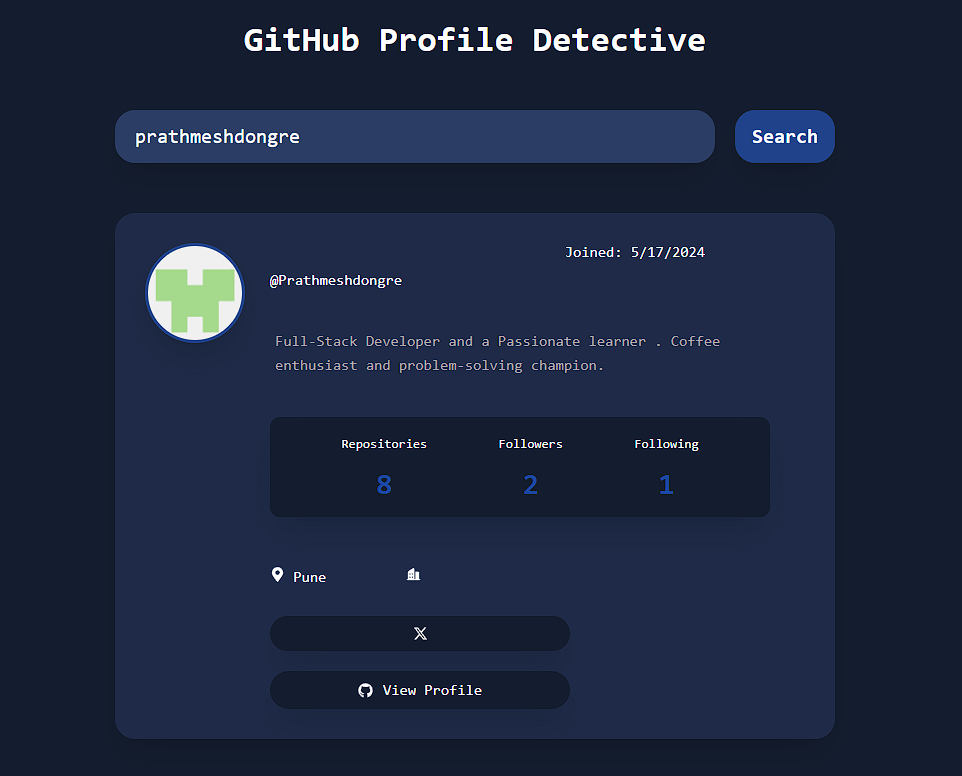 GitHub Profile Detective
prathmeshdongre
Search
Joined: 5/17/2024
@Prathmeshdongre
Full-Stack Developer and a Passionate learner . Coffee
enthusiast and problem-solving champion.
Repositories Followers Following
8 2 1
Pune
View Profile